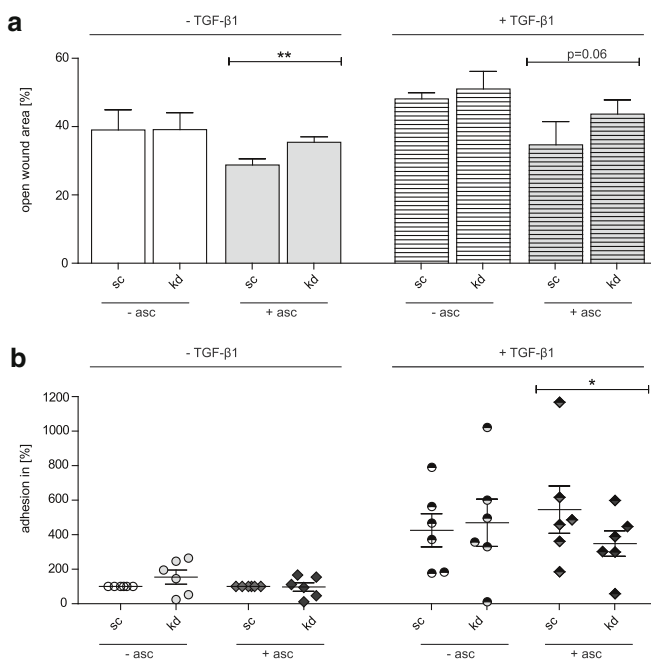 a
- TGF-β1 + TGF-β1
60
** p=0.06
40
20
0
open wound area [%]
sc kd sc kd sc kd sc kd
- asc + asc - asc + asc
b
- TGF-β1 + TGF-β1
1200
*
1000
800
600
400
200
0
adhesion in [%]
sc kd sc kd sc kd sc kd
- asc + asc - asc + asc